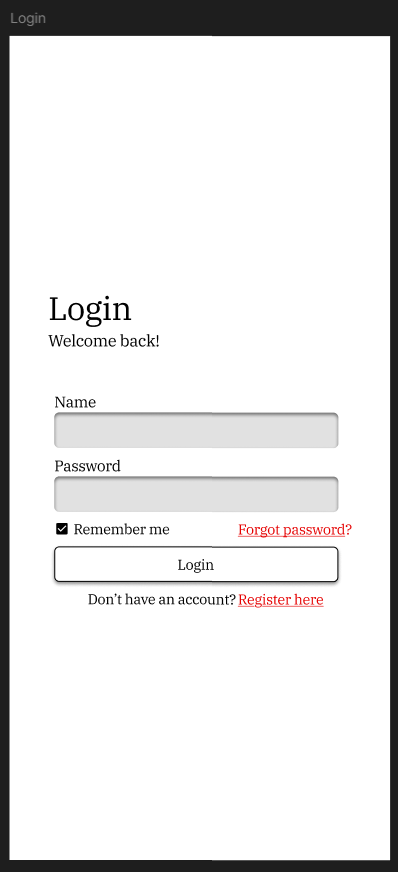 Login
Login
Welcome back!
Name
Password
Remember me Forgot password?
Login
Don't have an account? Register here